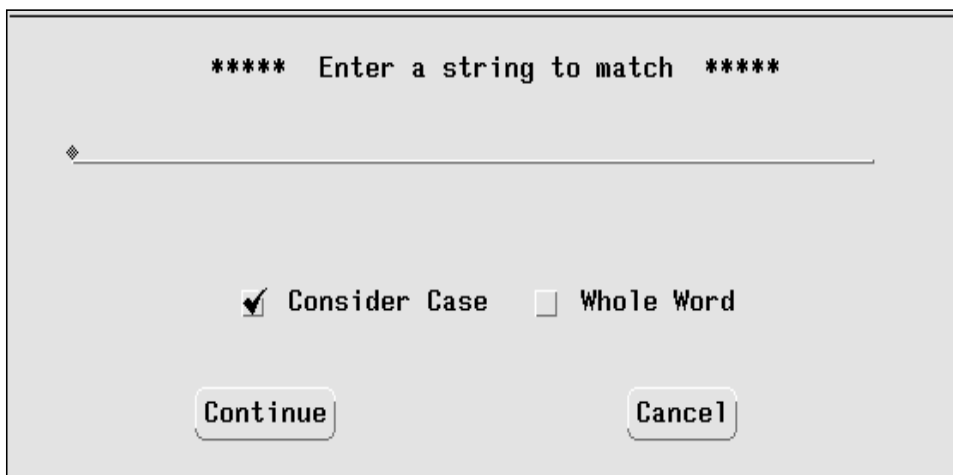 ***** Enter a string to match *****
Consider Case Whole Word
Continue Cancel